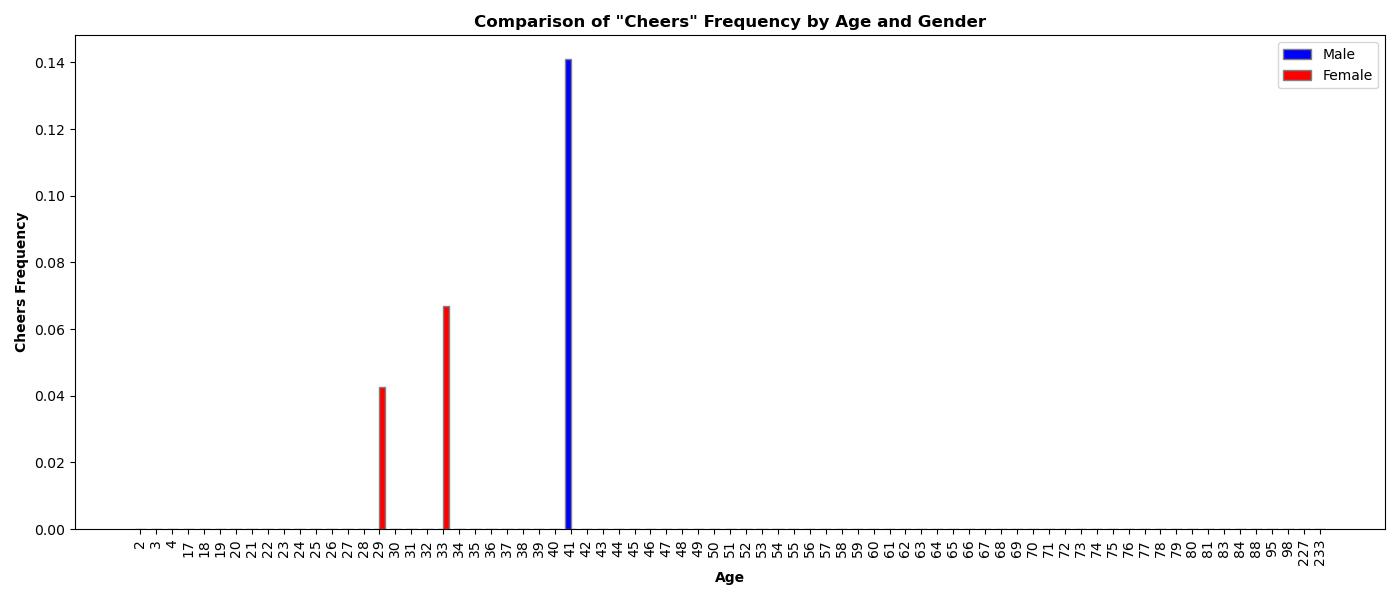 Comparison of "Cheers" Frequency by Age and Gender
Male
Female
Cheers Frequency
0.14
0.12
0.10
0.08
0.06
0.04
0.02
0.00
2 3 4 17 18 19 20 21 22 23 24 25 26 27 28 29 30 31 32 33 34 35 36 37 38 39 40 41 42 43 44 45 46 47 48 49 50 51 52 53 54 55 56 57 58 59 60 61 62 63 64 65 66 67 68 69 70 71 72 73 74 75 76 77 78 79 80 81 83 84 88 95 98 227 233
Age